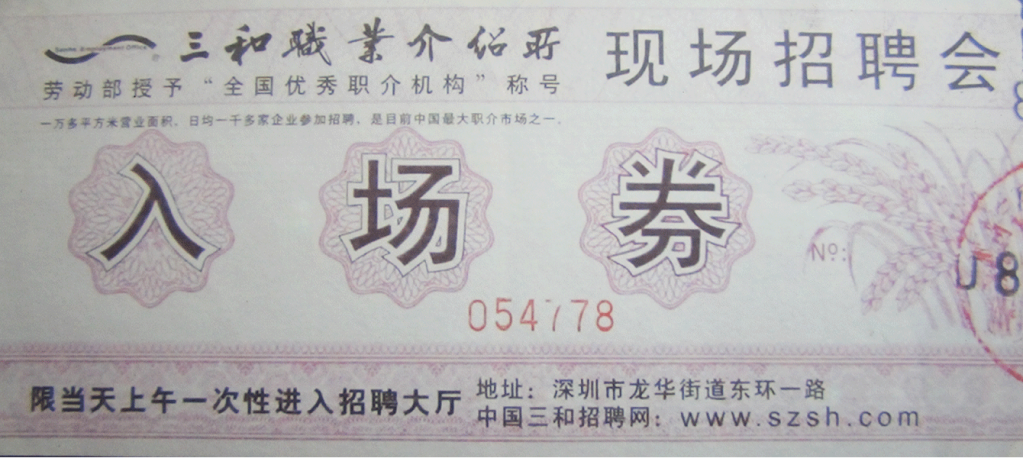 Sanhe Employment Office
三和職業介紹所
现场招聘会
劳动部授予“全国优秀职介机构”称号
一万多平方米营业面积，日均一千多家企业参加招聘，是目前中国最大职介市场之一。
入场券
Nº:
054778
限当天上午一次性进入招聘大厅
地址：深圳市龙华街道东环一路
中国三和招聘网：www.szsh.com